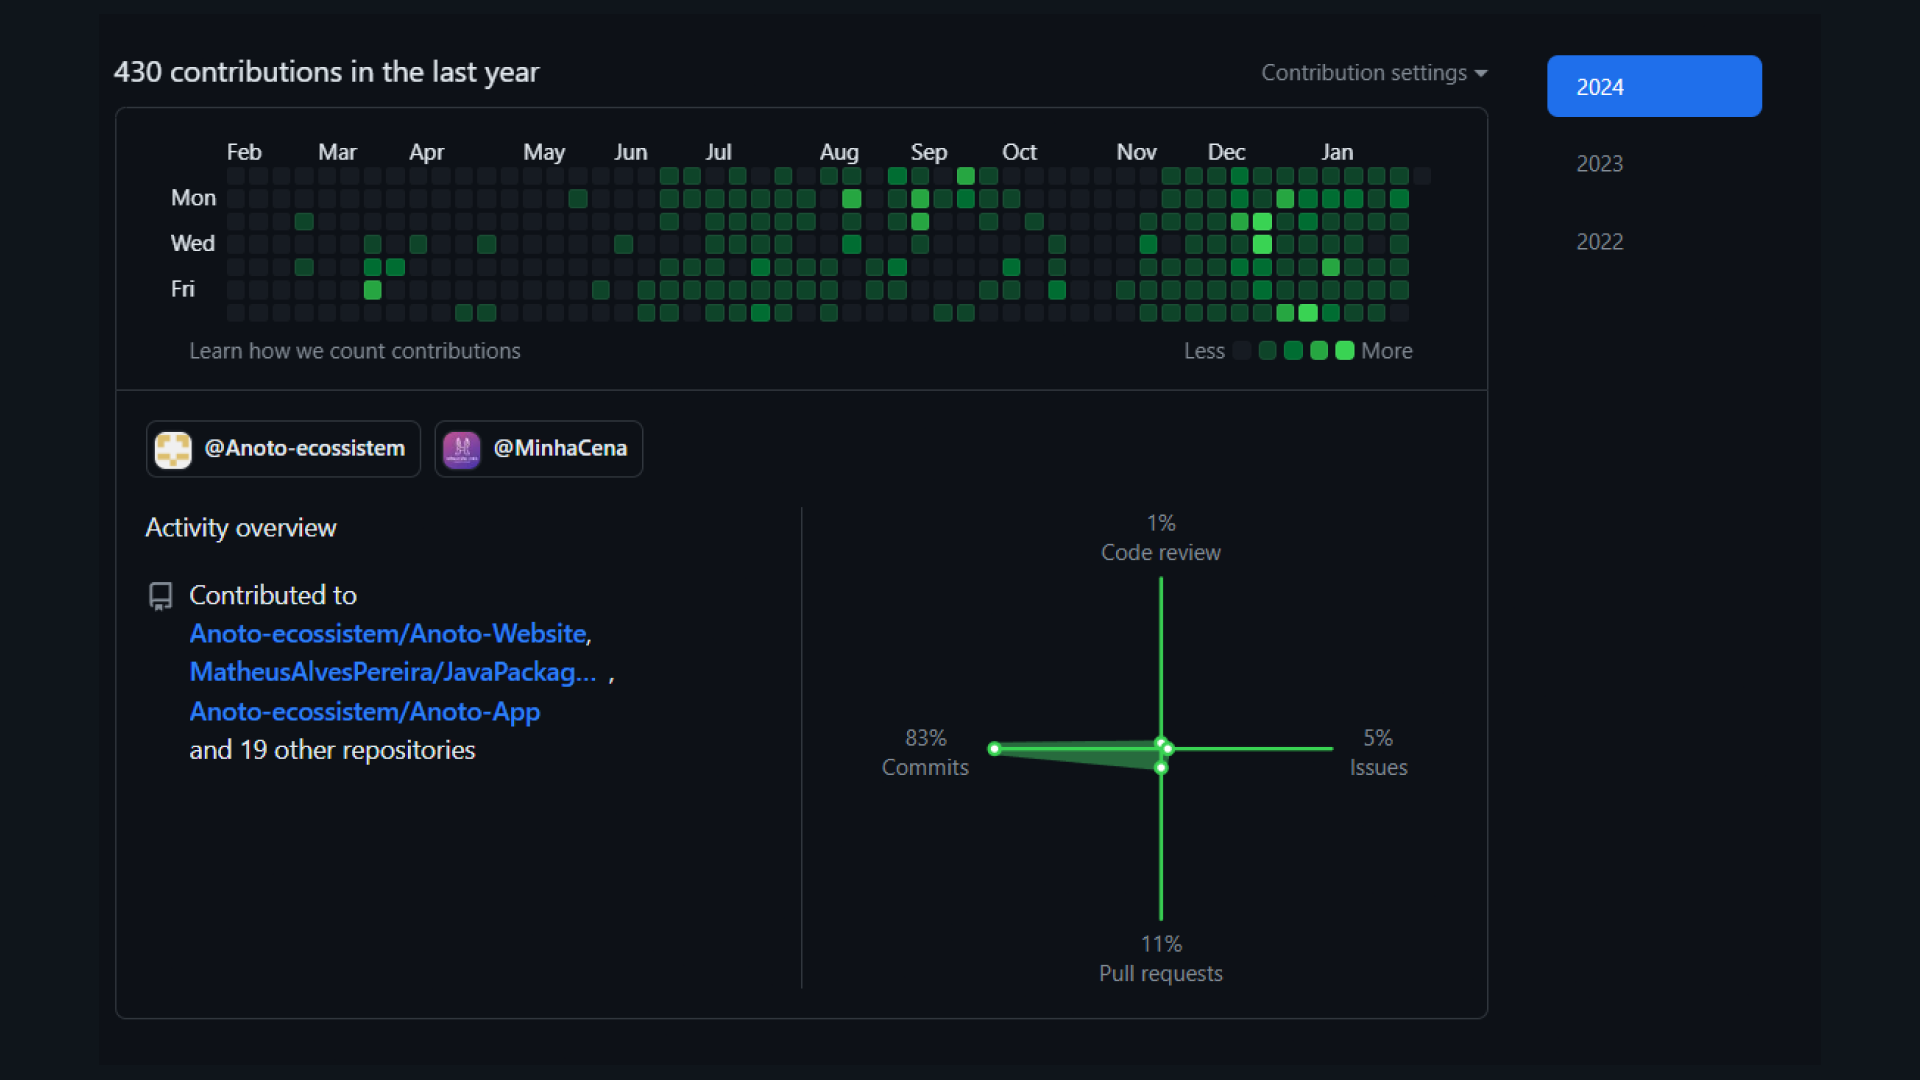 430 contributions in the last year
Contribution settings
2024
2023
2022
Feb Mar Apr May Jun Jul Aug Sep Oct Nov Dec Jan
Mon
Wed
Fri
Learn how we count contributions
Less More
@Anoto-ecossistem @MinhaCena
Activity overview
Contributed to
Anoto-ecossistem/Anoto-Website,
MatheusAlvesPereira/JavaPackag... ,
Anoto-ecossistem/Anoto-App
and 19 other repositories
1%
Code review
83%
Commits
5%
Issues
11%
Pull requests